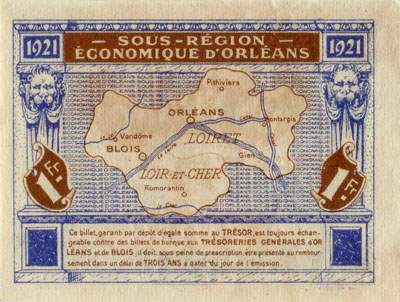 1921
SOUS-RÉGION
ÉCONOMIQUE D'ORLÉANS
1921
Pithiviers
ORLÉANS
Montargis
LOIRET
Vendôme
BLOIS
Gien
LOIR-ET-CHER
Romorantin
1 F.
1 F.
Ce billet, garanti par dépôt d'égale somme au TRÉSOR, est toujours échan-
geable contre des billets de banque aux TRÉSORERIES GÉNÉRALES d'OR
LÉANS et de BLOIS; il doit, sous peine de prescription, être présenté au rembour-
sement dans un délai de TROIS ANS à dater du jour de l'émission.